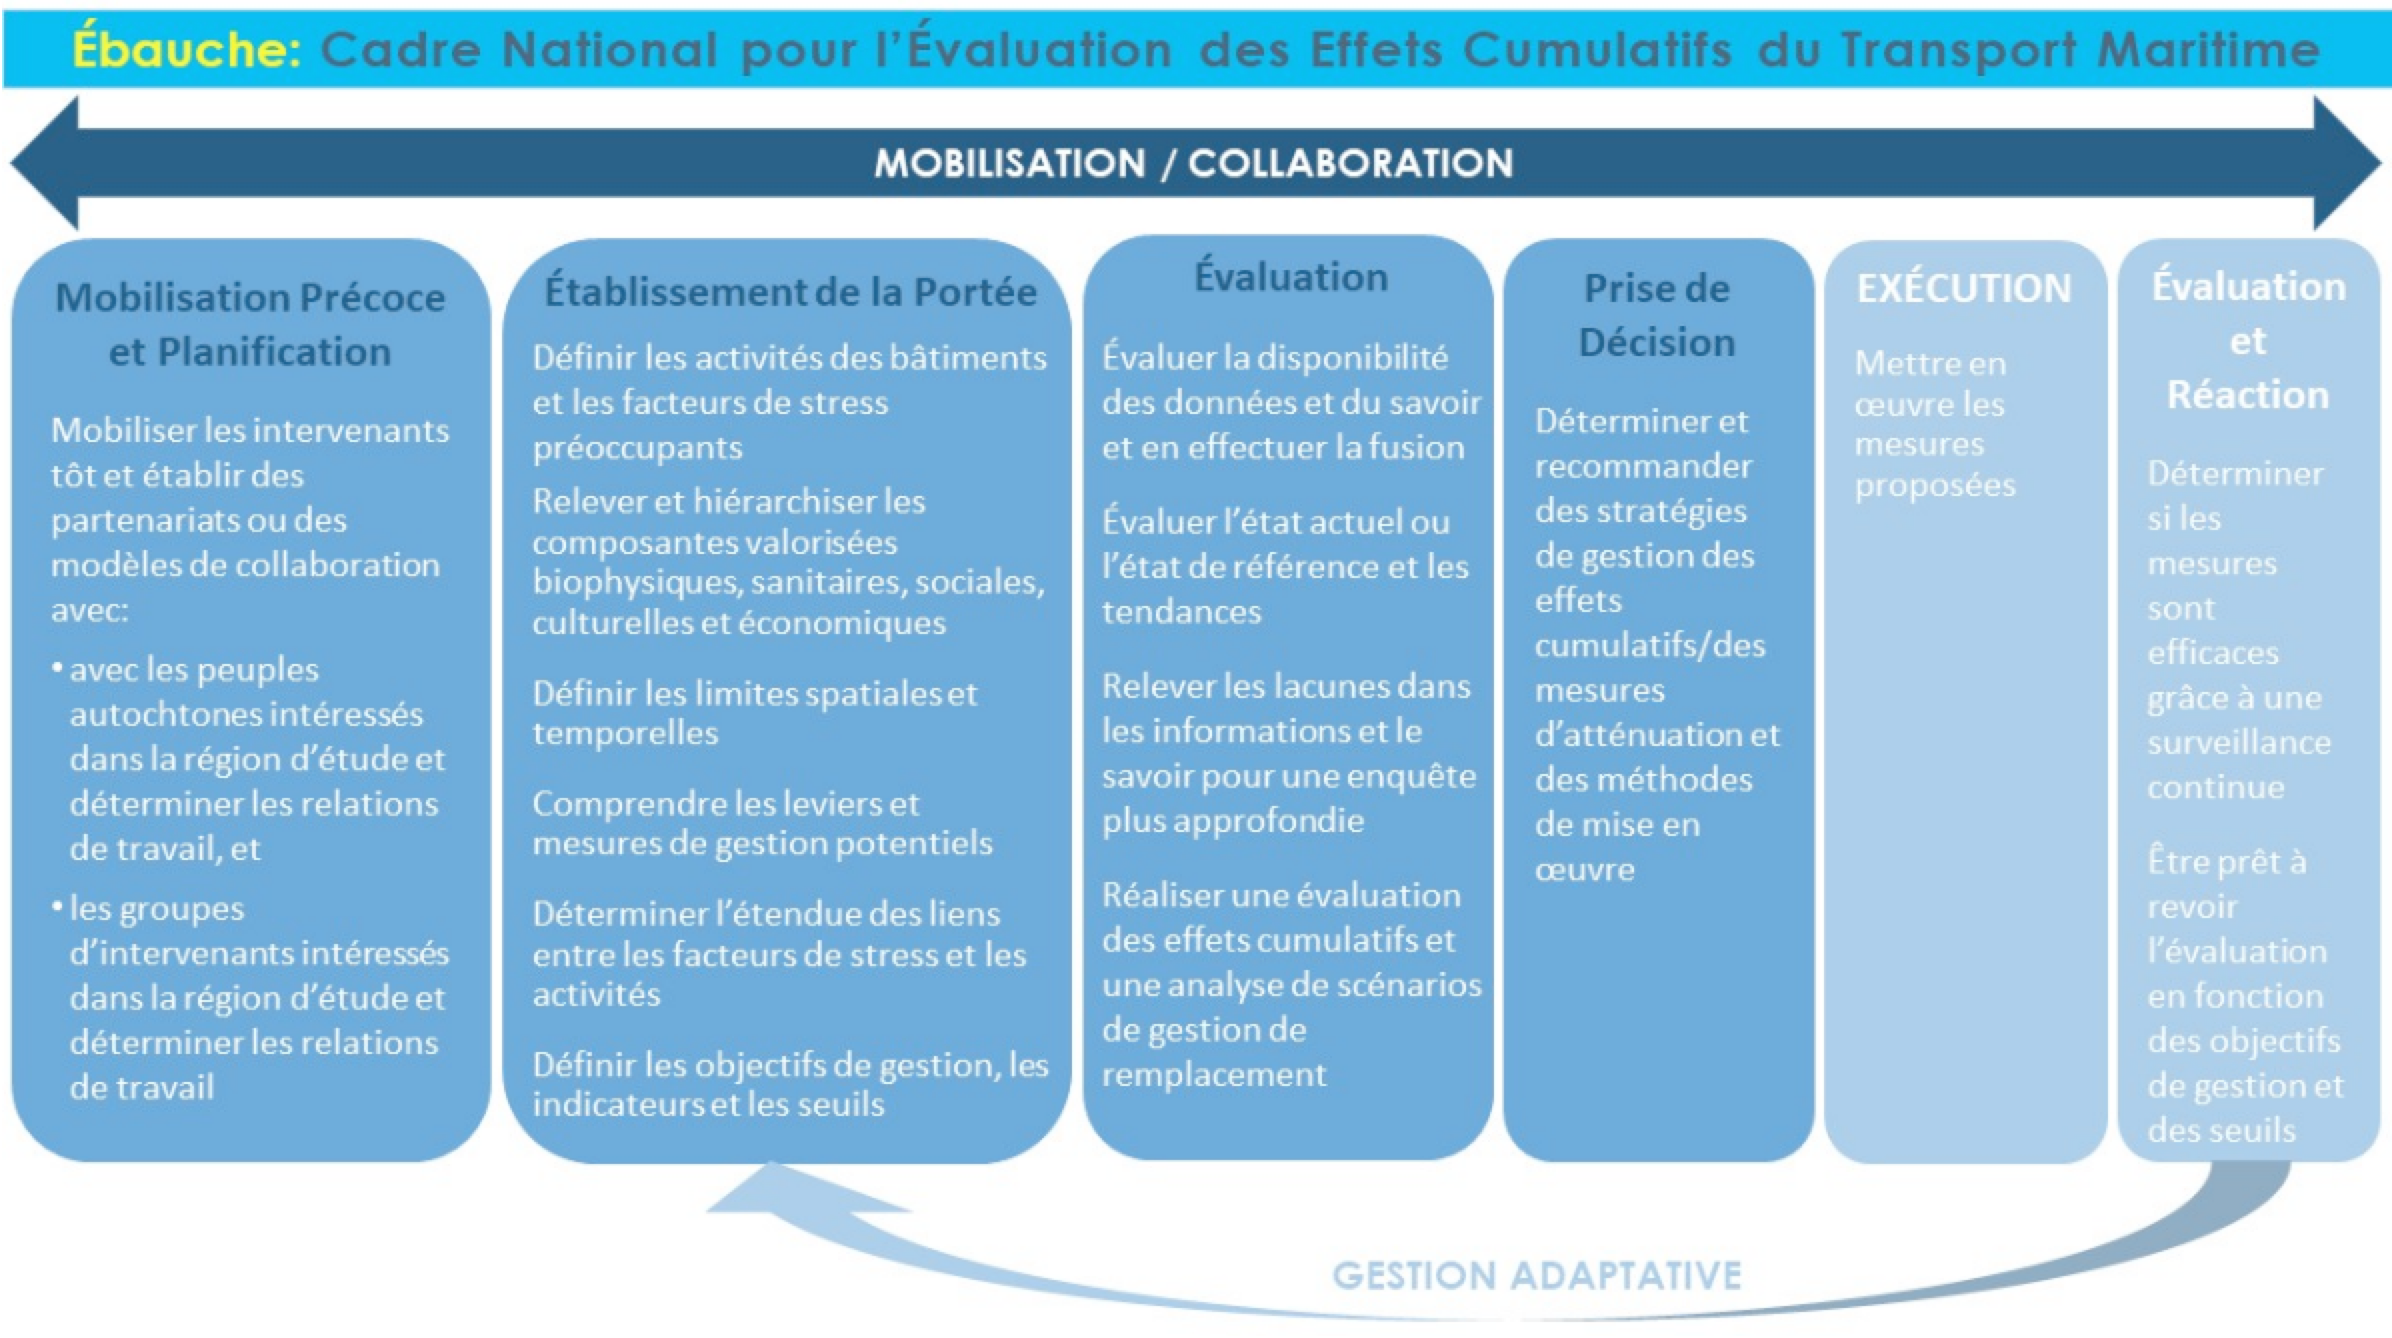 Ébauche: Cadre National pour l’Évaluation des Effets Cumulatifs du Transport Maritime
MOBILISATION / COLLABORATION
Mobilisation Précoce
et Planification
Mobiliser les intervenants
tôt et établir des
partenariats ou des
modèles de collaboration
avec:
• avec les peuples
autochtones intéressés
dans la région d’étude et
déterminer les relations
de travail, et
• les groupes
d’intervenants intéressés
dans la région d’étude et
déterminer les relations
de travail
Établissement de la Portée
Définir les activités des bâtiments
et les facteurs de stress
préoccupants
Relever et hiérarchiser les
composantes valorisées
biophysiques, sanitaires, sociales,
culturelles et économiques
Définir les limites spatiales et
temporelles
Comprendre les leviers et
mesures de gestion potentiels
Déterminer l’étendue des liens
entre les facteurs de stress et les
activités
Définir les objectifs de gestion, les
indicateurs et les seuils
Évaluation
Évaluer la disponibilité
des données et du savoir
et en effectuer la fusion
Évaluer l’état actuel ou
l’état de référence et les
tendances
Relever les lacunes dans
les informations et le
savoir pour une enquête
plus approfondie
Réaliser une évaluation
des effets cumulatifs et
une analyse de scénarios
de gestion de
remplacement
Prise de
Décision
Déterminer et
recommander
des stratégies
de gestion des
effets
cumulatifs/des
mesures
d’atténuation et
des méthodes
de mise en
œuvre
EXÉCUTION
Mettre en
œuvre les
mesures
proposées
Évaluation
et
Réaction
Déterminer
si les
mesures
sont
efficaces
grâce à une
surveillance
continue
Être prêt à
revoir
l’évaluation
en fonction
des objectifs
de gestion et
des seuils
GESTION ADAPTATIVE